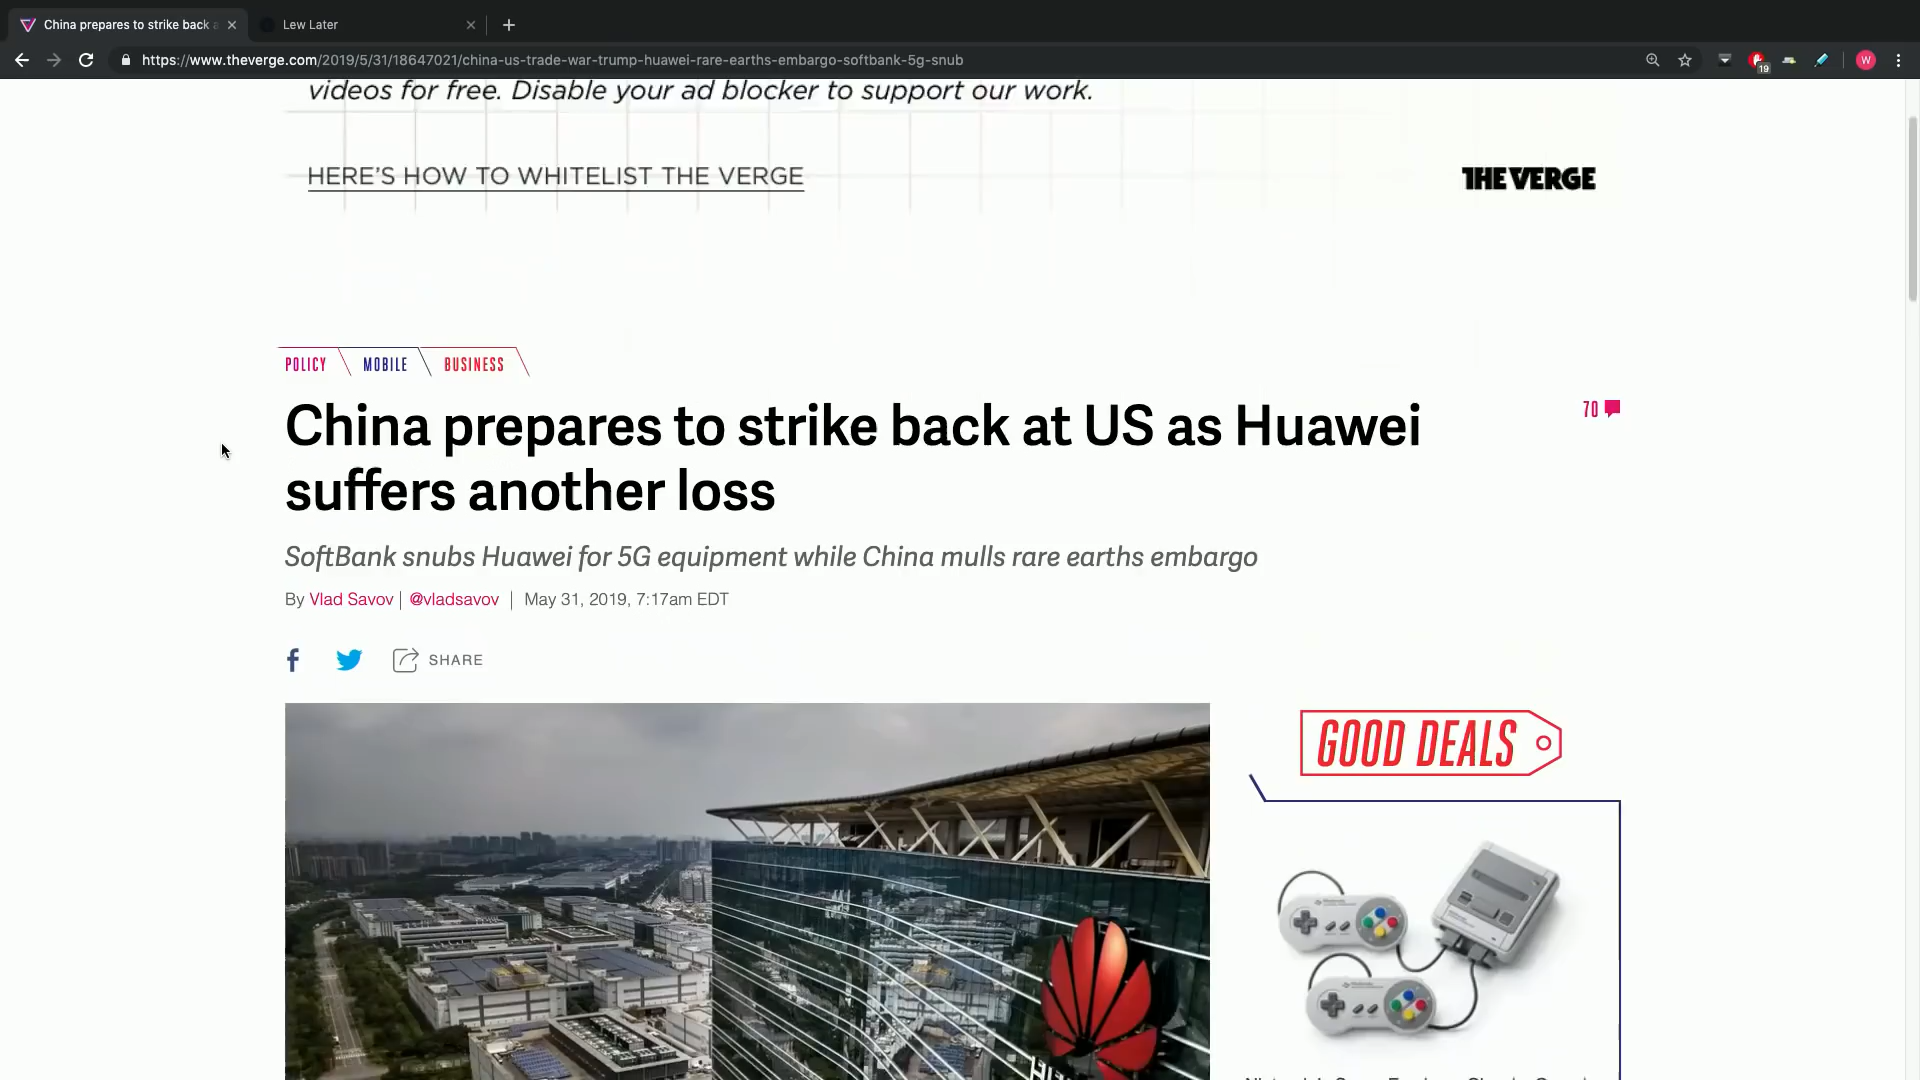 China prepares to strike back a
Lew Later
https://www.theverge.com/2019/5/31/18647021/china-us-trade-war-trump-huawei-rare-earths-embargo-softbank-5g-snub
19
W
videos for free. Disable your ad blocker to support our work.
HERE'S HOW TO WHITELIST THE VERGE
THE VERGE
POLICY
MOBILE
BUSINESS
China prepares to strike back at US as Huawei
suffers another loss
70
SoftBank snubs Huawei for 5G equipment while China mulls rare earths embargo
By Vlad Savov | @vladsavov | May 31, 2019, 7:17am EDT
SHARE
GOOD DEALS